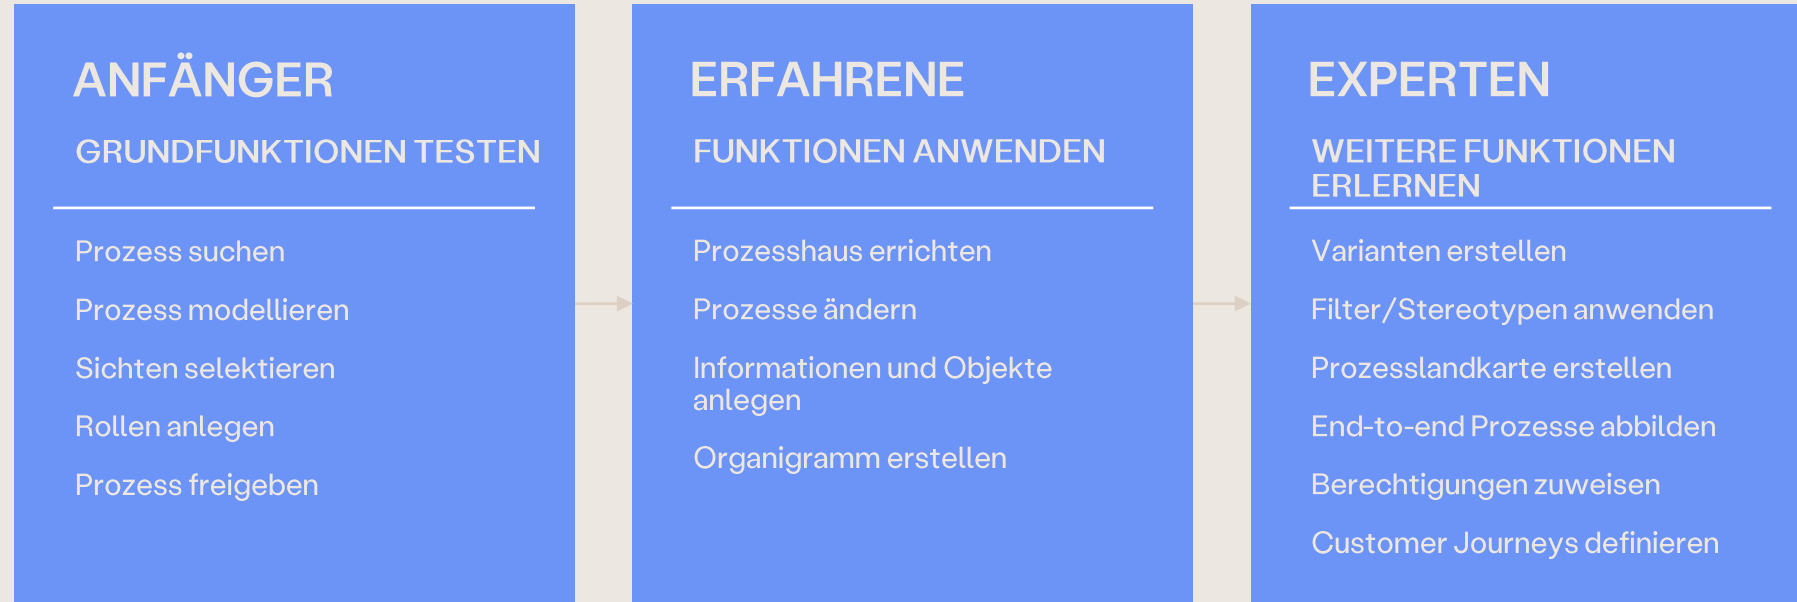 ANFÄNGER
GRUNDFUNKTIONEN TESTEN
Prozess suchen
Prozess modellieren
Sichten selektieren
Rollen anlegen
Prozess freigeben
ERFAHRENE
FUNKTIONEN ANWENDEN
Prozesshaus errichten
Prozesse ändern
Informationen und Objekte
anlegen
Organigramm erstellen
EXPERTEN
WEITERE FUNKTIONEN
ERLERNEN
Varianten erstellen
Filter/Stereotypen anwenden
Prozesslandkarte erstellen
End-to-end Prozesse abbilden
Berechtigungen zuweisen
Customer Journeys definieren